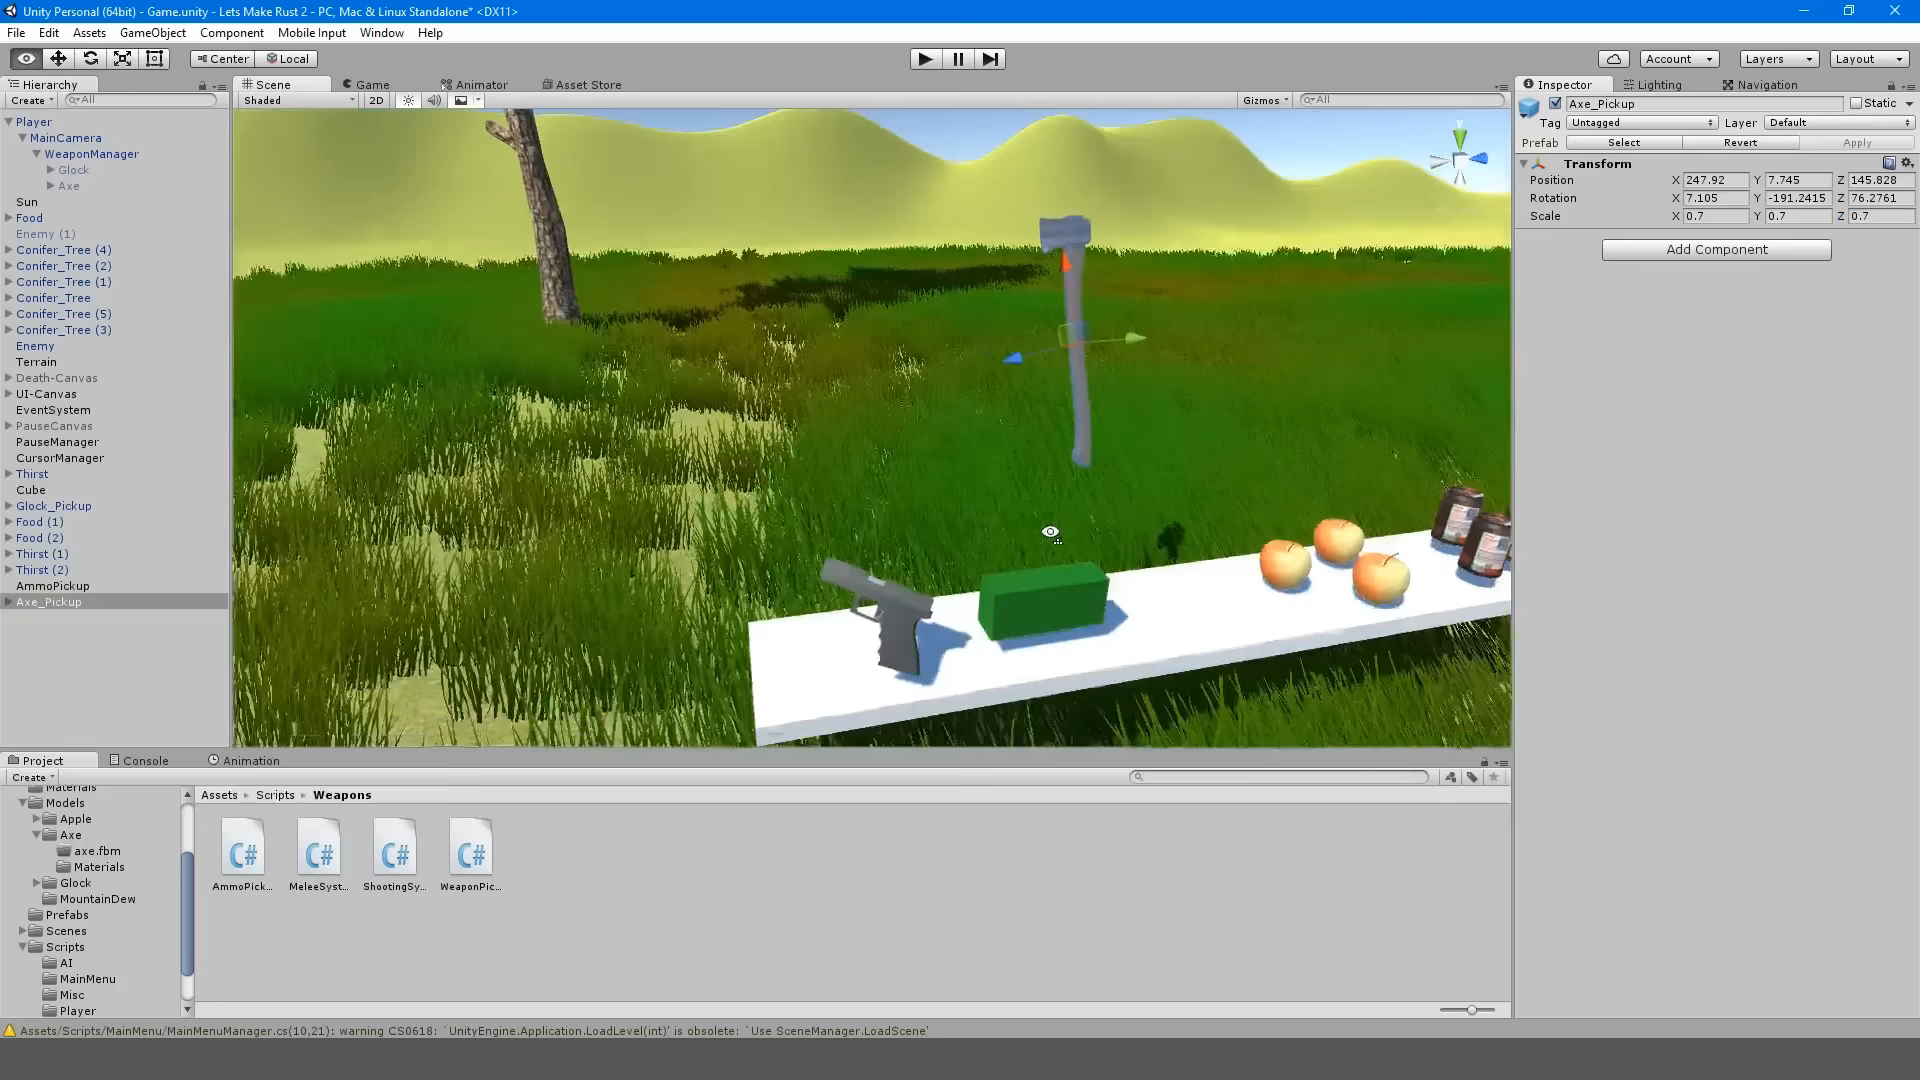 Unity Personal (64bit) - Game.unity - Lets Make Rust 2 - PC, Mac & Linux Standalone* <DX11>
File Edit Assets GameObject Component Mobile Input Window Help
Center Local Account Layers Layout
Hierarchy Scene Game Animator Asset Store Inspector Lighting Navigation
Create All Shaded 2D Gizmos All
Axe_Pickup Static
Tag Untagged Layer Default
Prefab Select Revert Apply
Transform
Position X 247.92 Y 7.745 Z 145.828
Rotation X 7.105 Y -191.2415 Z 76.2761
Scale X 0.7 Y 0.7 Z 0.7
Add Component
y
Player
MainCamera
WeaponManager
Glock
Axe
Sun
Food
Enemy (1)
Conifer_Tree (4)
Conifer_Tree (2)
Conifer_Tree (1)
Conifer_Tree
Conifer_Tree (5)
Conifer_Tree (3)
Enemy
Terrain
Death-Canvas
UI-Canvas
EventSystem
PauseCanvas
PauseManager
CursorManager
Thirst
Cube
Glock_Pickup
Food (1)
Food (2)
Thirst (1)
Thirst (2)
AmmoPickup
Axe_Pickup
Project Console Animation
Create
Materials
Models
Apple
Axe
axe.fbm
Materials
Glock
MountainDew
Prefabs
Scenes
Scripts
AI
MainMenu
Misc
Player
Assets Scripts Weapons
C# C# C# C#
AmmoPick... MeleeSyst... ShootingSy... WeaponPic...
Assets/Scripts/MainMenu/MainMenuManager.cs(10,21): warning CS0618: `UnityEngine.Application.LoadLevel(int)' is obsolete: `Use SceneManager.LoadScene'